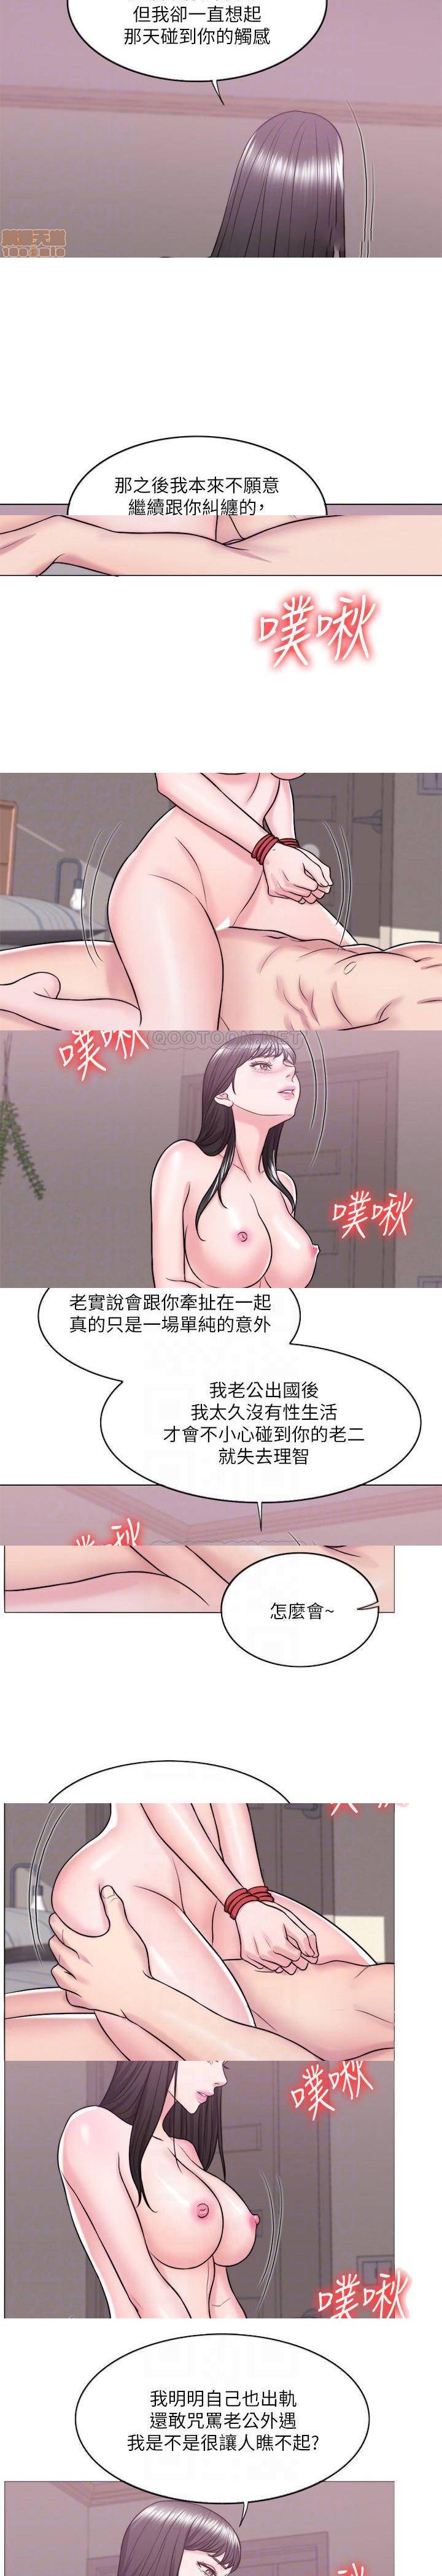 但我卻一直想起
那天碰到你的觸感
那之後我本來不願意
繼續跟你糾纏的，
噗啾
QOOTOON.NET
噗啾
噗啾
老實說會跟你牽扯在一起
真的只是一場單純的意外
我老公出國後
我太久沒有性生活
才會不小心碰到你的老二
就失去理智
怎麼會~
噗啾
噗啾
我明明自己也出軌
還敢咒罵老公外遇
我是不是很讓人瞧不起?